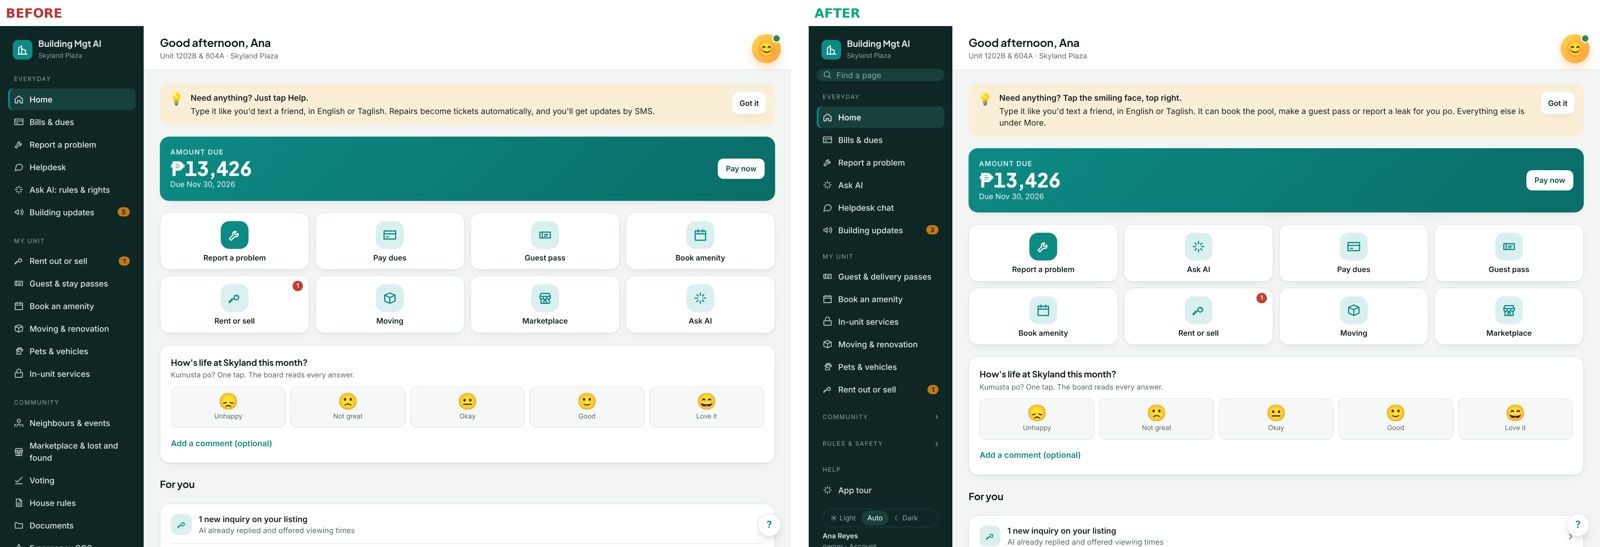 BEFORE
Building Mgt AI
Skyland Plaza
EVERYDAY
Home
Bills & dues
Report a problem
Helpdesk
Ask AI: rules & rights
Building updates 5
MY UNIT
Rent out or sell 1
Guest & stay passes
Book an amenity
Moving & renovation
Pets & vehicles
In-unit services
COMMUNITY
Neighbours & events
Marketplace & lost and
found
Voting
House rules
Documents
Good afternoon, Ana
Unit 1202B & 604A · Skyland Plaza
Need anything? Just tap Help.
Type it like you'd text a friend, in English or Taglish. Repairs become tickets automatically, and you'll get updates by SMS.
Got it
AMOUNT DUE
₱13,426
Due Nov 30, 2026
Pay now
Report a problem
Pay dues
Guest pass
Book amenity
1
Rent or sell
Moving
Marketplace
Ask AI
How's life at Skyland this month?
Kumusta po? One tap. The board reads every answer.
Unhappy
Not great
Okay
Good
Love it
Add a comment (optional)
For you
1 new inquiry on your listing
AI already replied and offered viewing times
?
AFTER
Building Mgt AI
Skyland Plaza
Find a page
EVERYDAY
Home
Bills & dues
Report a problem
Ask AI
Helpdesk chat
Building updates 3
MY UNIT
Guest & delivery passes
Book an amenity
In-unit services
Moving & renovation
Pets & vehicles
Rent out or sell 1
COMMUNITY
RULES & SAFETY
HELP
App tour
Light Auto Dark
Ana Reyes
Good afternoon, Ana
Unit 1202B & 604A · Skyland Plaza
Need anything? Tap the smiling face, top right.
Type it like you'd text a friend, in English or Taglish. It can book the pool, make a guest pass or report a leak for you po. Everything else is
under More.
Got it
AMOUNT DUE
₱13,426
Due Nov 30, 2026
Pay now
Report a problem
Ask AI
Pay dues
Guest pass
Book amenity
1
Rent or sell
Moving
Marketplace
How's life at Skyland this month?
Kumusta po? One tap. The board reads every answer.
Unhappy
Not great
Okay
Good
Love it
Add a comment (optional)
For you
1 new inquiry on your listing
AI already replied and offered viewing times
?